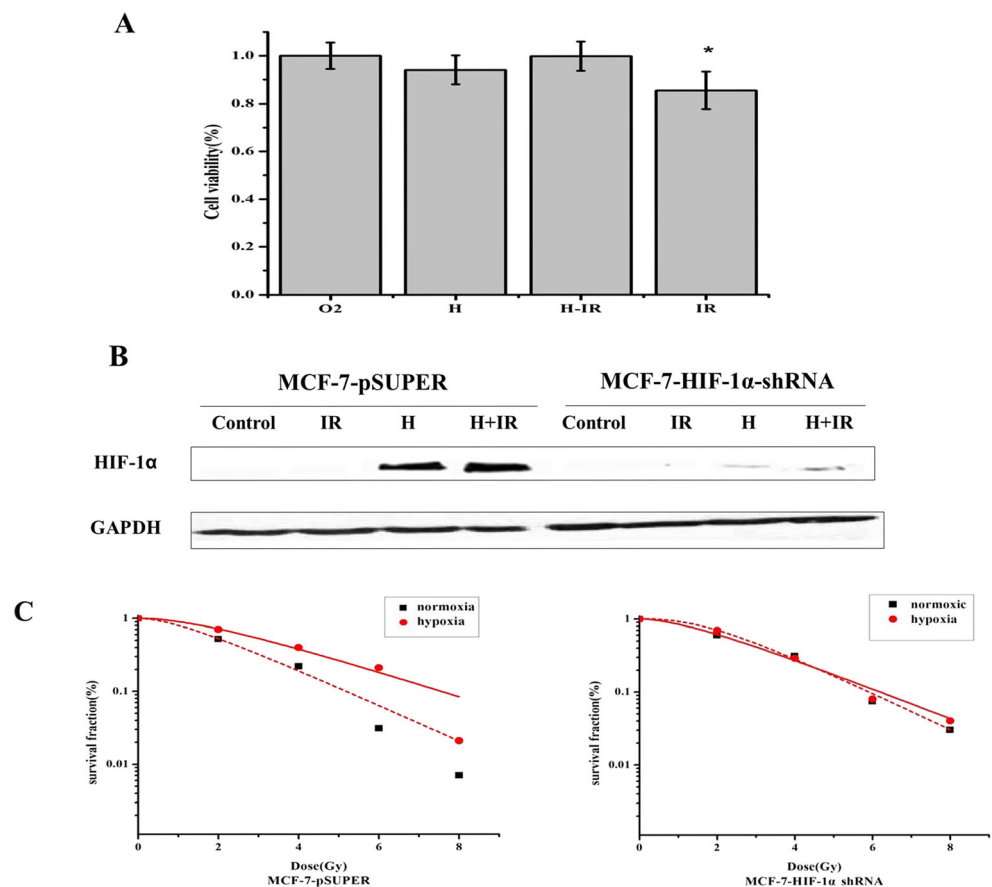 A
Cell viability(%)
1.0
0.8
0.6
0.4
0.2
0.0
*
O2 H H-IR IR
B
MCF-7-pSUPER MCF-7-HIF-1α-shRNA
Control IR H H+IR Control IR H H+IR
HIF-1α
GAPDH
C
survival fraction(%)
1
0.1
0.01
normoxia
hypoxia
0 2 4 6 8
Dose(Gy)
MCF-7-pSUPER
survival fraction(%)
1
0.1
0.01
normoxic
hypoxia
0 2 4 6 8
Dose(Gy)
MCF-7-HIF-1α shRNA